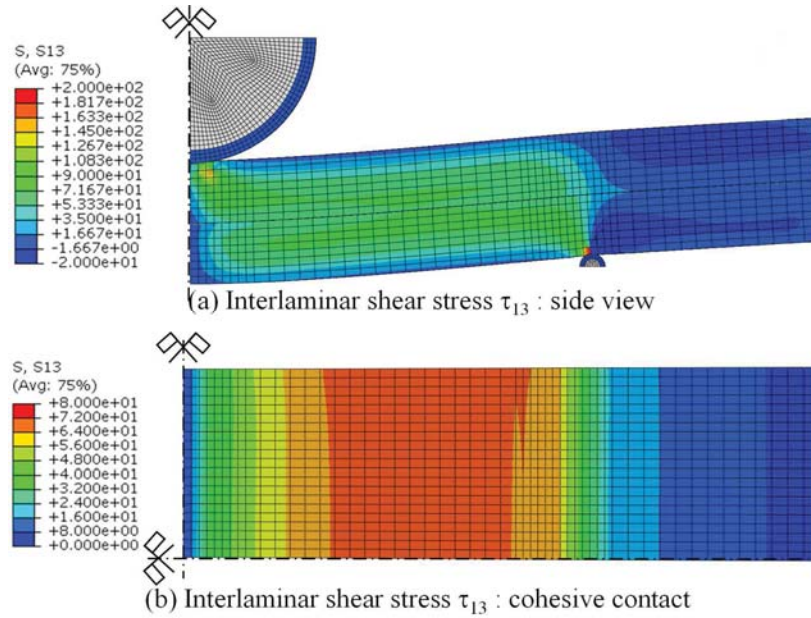 S, S13
(Avg: 75%)
+2.000e+02
+1.817e+02
+1.633e+02
+1.450e+02
+1.267e+02
+1.083e+02
+9.000e+01
+7.167e+01
+5.333e+01
+3.500e+01
+1.667e+01
-1.667e+00
-2.000e+01
(a) Interlaminar shear stress τ13 : side view
S, S13
(Avg: 75%)
+8.000e+01
+7.200e+01
+6.400e+01
+5.600e+01
+4.800e+01
+4.000e+01
+3.200e+01
+2.400e+01
+1.600e+01
+8.000e+00
+0.000e+00
(b) Interlaminar shear stress τ13 : cohesive contact